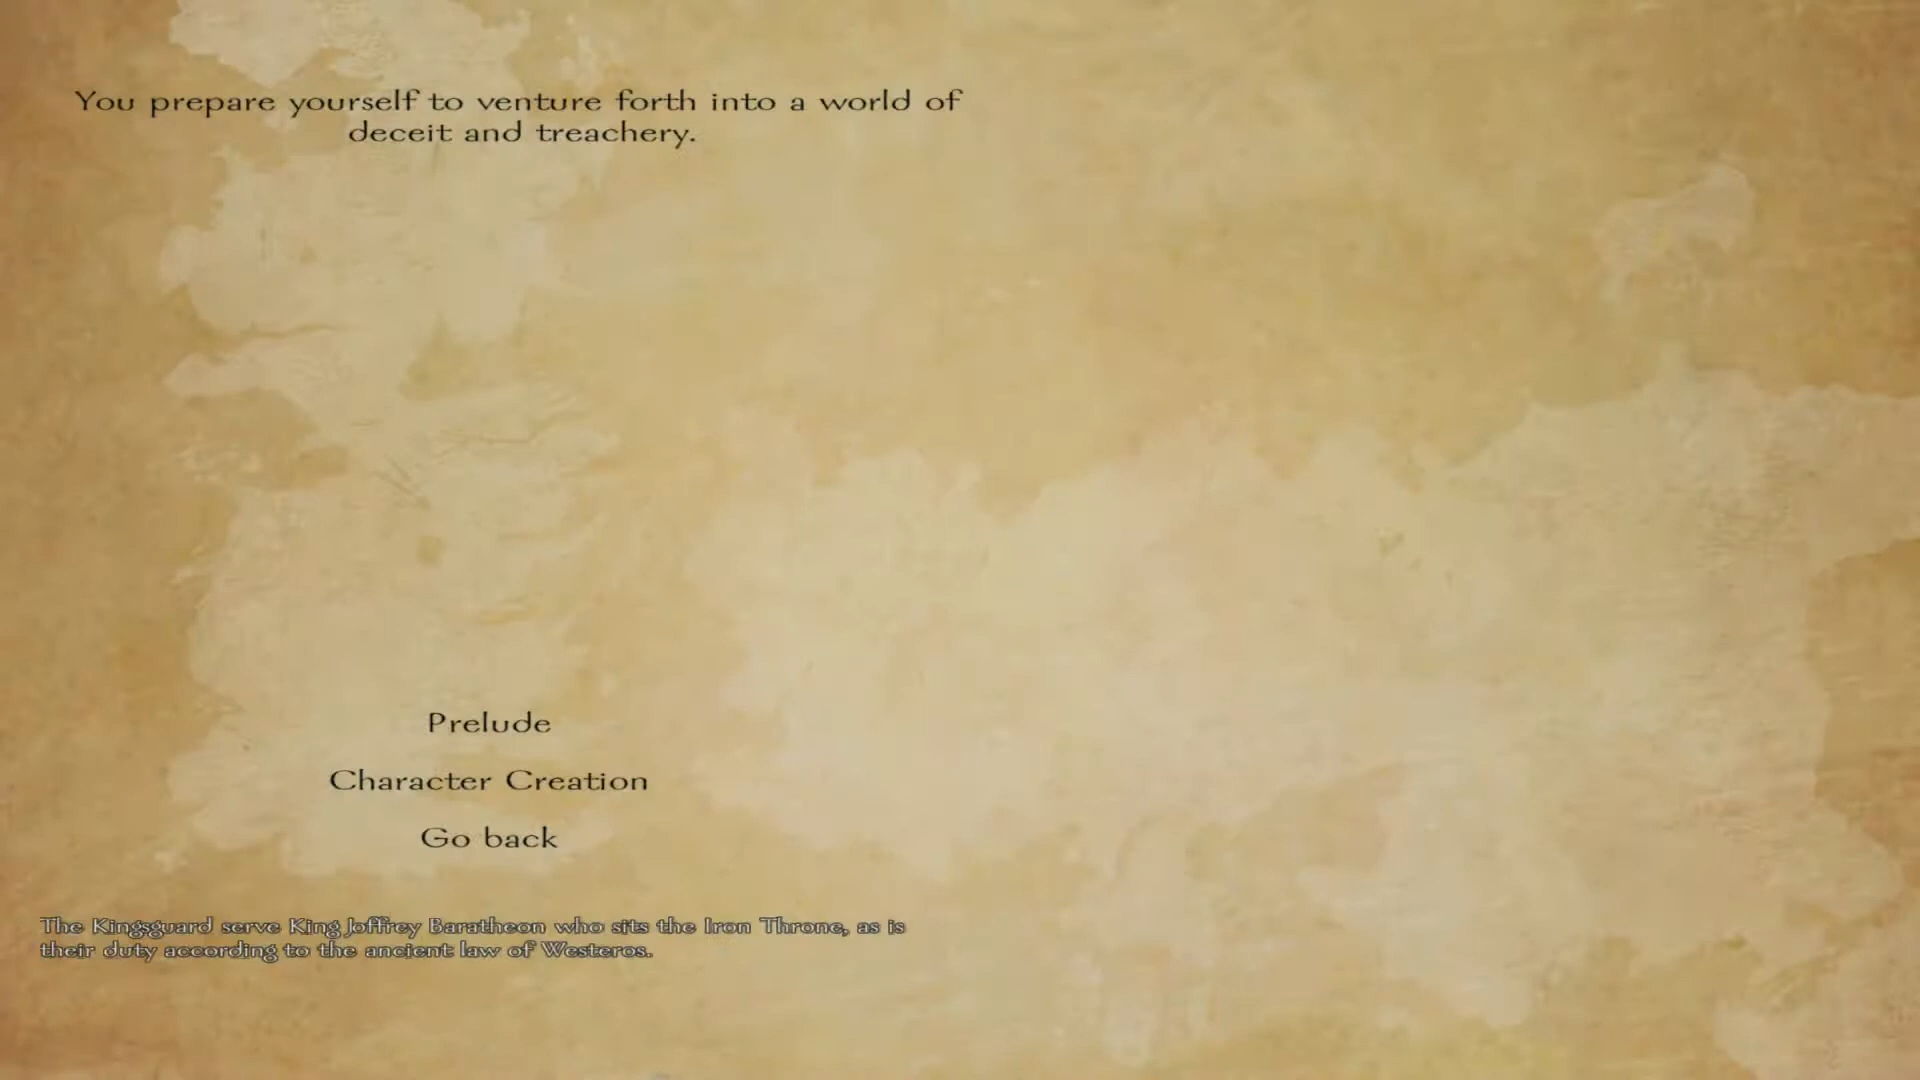 You prepare yourself to venture forth into a world of
deceit and treachery.
Prelude
Character Creation
Go back
The Kingsguard serve King Joffrey Baratheon who sits the Iron Throne, as is
their duty according to the ancient law of Westeros.